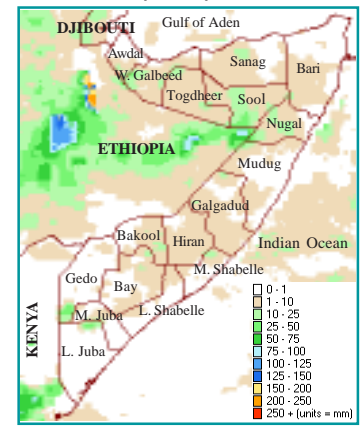 DJIBOUTI
Gulf of Aden
Awdal
W. Galbeed
Sanag
Bari
Togdheer
Sool
Nugal
ETHIOPIA
Mudug
Galgadud
Bakool
Hiran
Indian Ocean
Gedo
M. Shabelle
Bay
KENYA
M. Juba
L. Shabelle
L. Juba
0 - 1
1 - 10
10 - 25
25 - 50
50 - 75
75 - 100
100 - 125
125 - 150
150 - 200
200 - 250
250 + (units = mm)